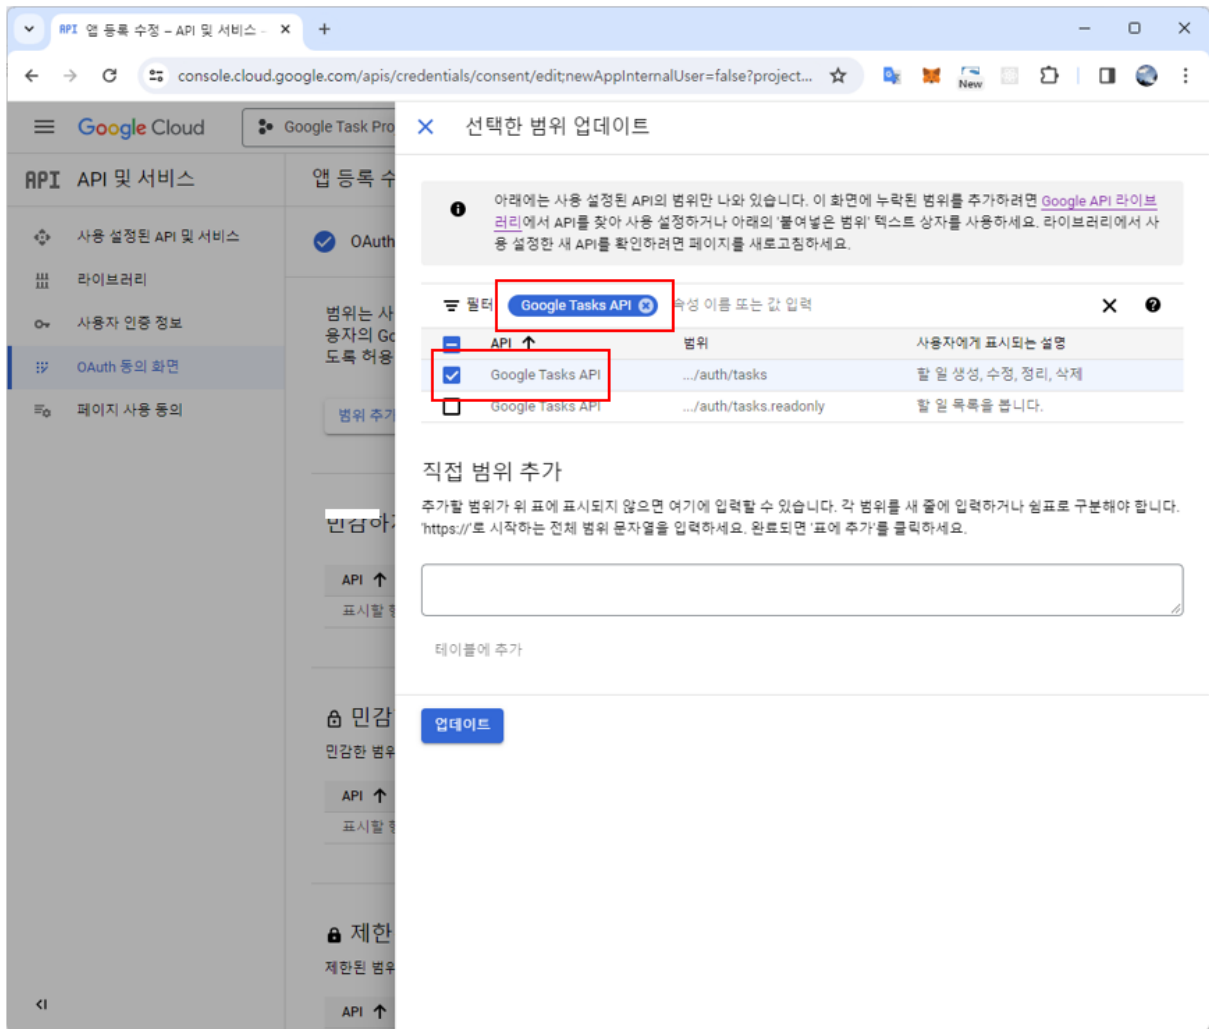 API 앱 등록 수정 – API 및 서비스 -
console.cloud.google.com/apis/credentials/consent/edit;newAppInternalUser=false?project...
New
Google Cloud
Google Task Pro
API API 및 서비스
사용 설정된 API 및 서비스
라이브러리
사용자 인증 정보
OAuth 동의 화면
페이지 사용 동의
앱 등록 수
OAuth
범위는 사
용자의 Go
도록 허용
범위 추가
API ↑
표시할
민감
민감한 범위
API ↑
표시할
제한
제한된 범위
API ↑
선택한 범위 업데이트
아래에는 사용 설정된 API의 범위만 나와 있습니다. 이 화면에 누락된 범위를 추가하려면 Google API 라이브
러리에서 API를 찾아 사용 설정하거나 아래의 '붙여넣은 범위' 텍스트 상자를 사용하세요. 라이브러리에서 사
용 설정한 새 API를 확인하려면 페이지를 새로고침하세요.
필터 Google Tasks API 속성 이름 또는 값 입력
API ↑ 범위 사용자에게 표시되는 설명
Google Tasks API .../auth/tasks 할 일 생성, 수정, 정리, 삭제
Google Tasks API .../auth/tasks.readonly 할 일 목록을 봅니다.
직접 범위 추가
추가할 범위가 위 표에 표시되지 않으면 여기에 입력할 수 있습니다. 각 범위를 새 줄에 입력하거나 쉼표로 구분해야 합니다.
'https://'로 시작하는 전체 범위 문자열을 입력하세요. 완료되면 '표에 추가'를 클릭하세요.
테이블에 추가
업데이트